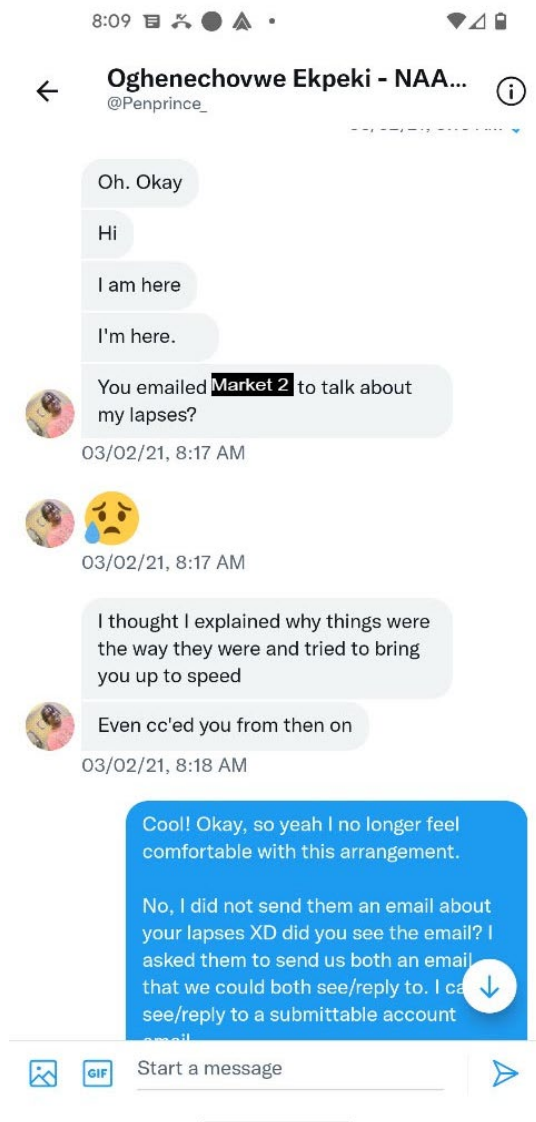 8:09
Oghenechovwe Ekpeki - NAA...
@Penprince_
Oh. Okay
Hi
I am here
I'm here.
You emailed Market 2 to talk about
my lapses?
03/02/21, 8:17 AM
03/02/21, 8:17 AM
I thought I explained why things were
the way they were and tried to bring
you up to speed
Even cc'ed you from then on
03/02/21, 8:18 AM
Cool! Okay, so yeah I no longer feel
comfortable with this arrangement.
No, I did not send them an email about
your lapses XD did you see the email? I
asked them to send us both an email
that we could both see/reply to. I ca
see/reply to a submittable account
GIF
Start a message